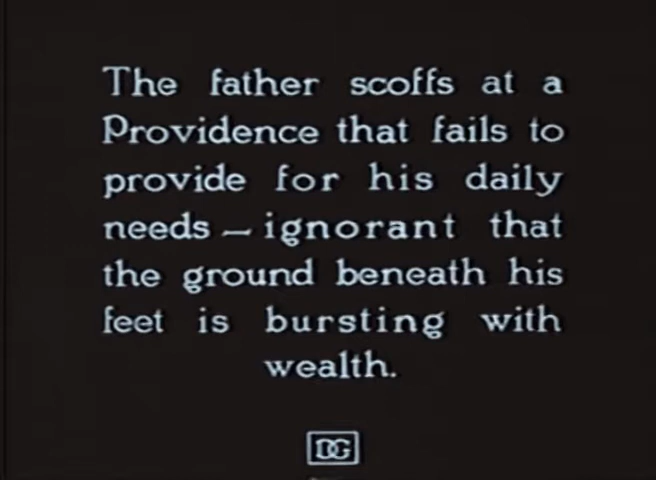 The father scoffs at a
Providence that fails to
provide for his daily
needs – ignorant that
the ground beneath his
feet is bursting with
wealth.
DG